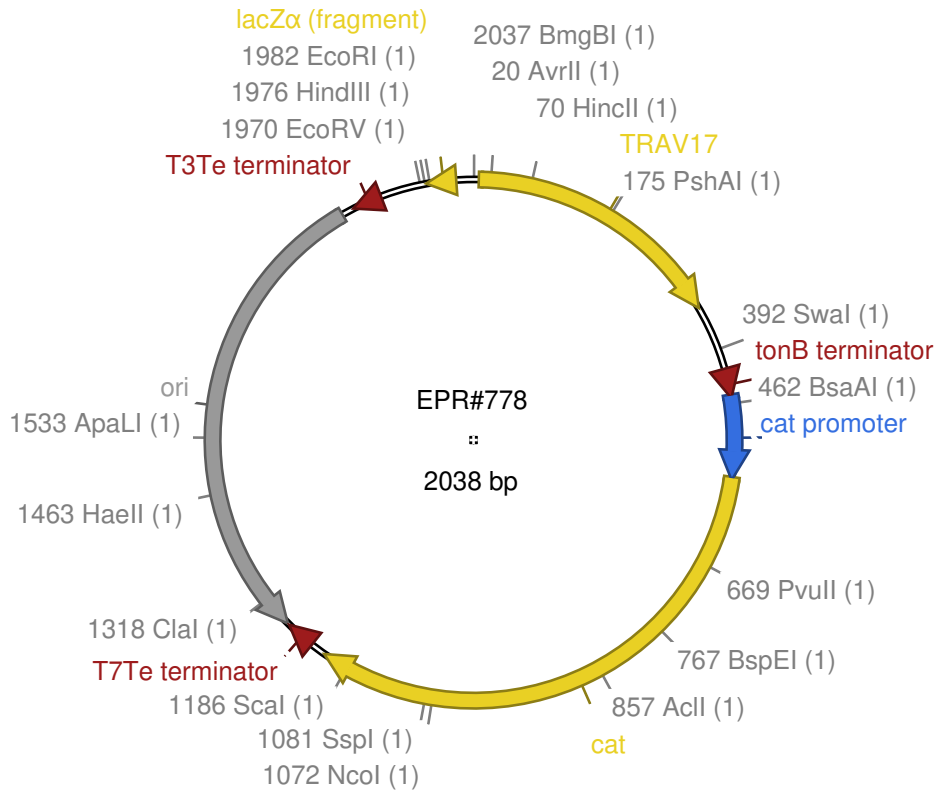 lacZα (fragment)
1982 EcoRI (1)
1976 HindIII (1)
1970 EcoRV (1)
T3Te terminator
2037 BmgBI (1)
20 AvrII (1)
70 HincII (1)
TRAV17
175 PshAI (1)
392 SwaI (1)
tonB terminator
462 BsaAI (1)
cat promoter
EPR#778
2038 bp
ori
1533 ApaLI (1)
1463 HaeII (1)
669 PvuII (1)
767 BspEI (1)
857 AclI (1)
cat
1318 ClaI (1)
T7Te terminator
1186 ScaI (1)
1081 SspI (1)
1072 NcoI (1)